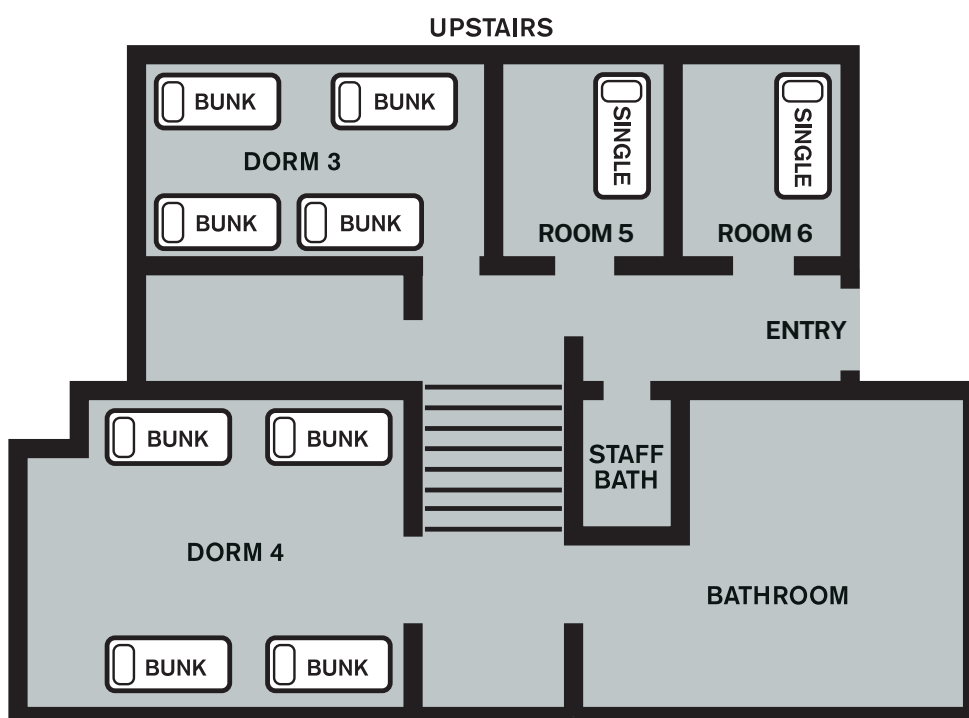 UPSTAIRS
BUNK
BUNK
SINGLE
SINGLE
DORM 3
BUNK
BUNK
ROOM 5
ROOM 6
ENTRY
BUNK
BUNK
STAFF
BATH
DORM 4
BATHROOM
BUNK
BUNK